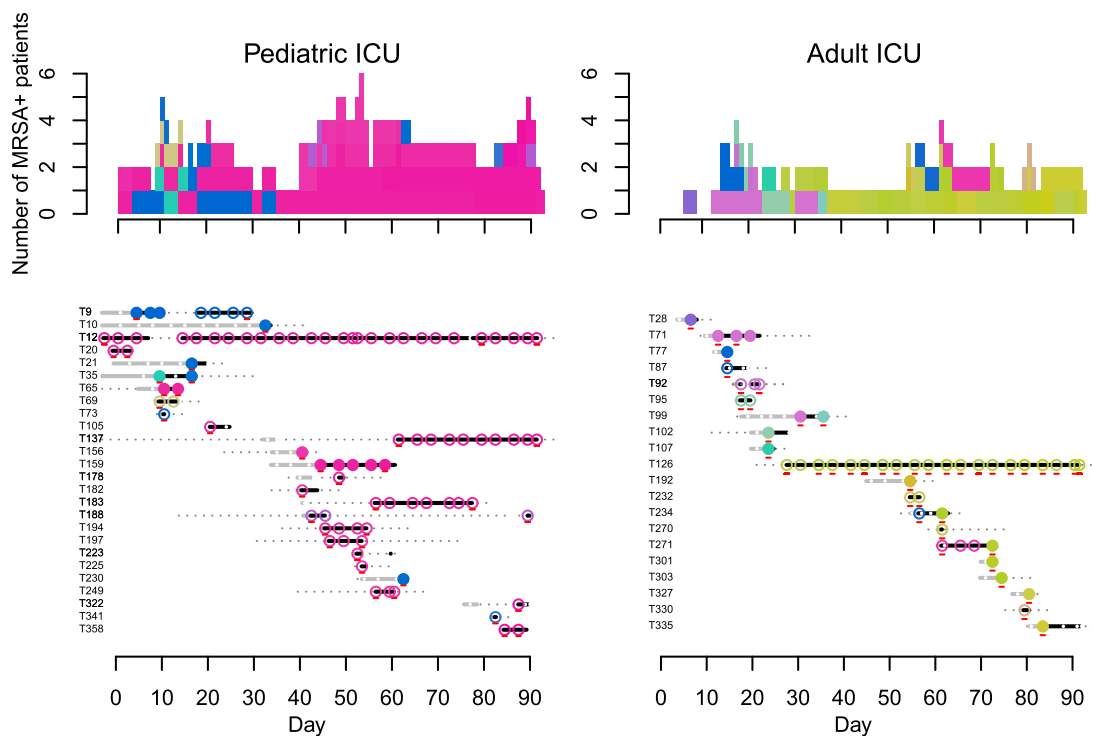 Number of MRSA+ patients
Pediatric ICU
Adult ICU
6
4
2
0
6
4
2
0
T9
T10
T12
T20
T21
T35
T65
T69
T73
T105
T137
T156
T159
T178
T182
T183
T188
T194
T197
T223
T225
T230
T249
T322
T341
T358
T28
T71
T77
T87
T92
T95
T99
T102
T107
T126
T192
T232
T234
T270
T271
T301
T303
T327
T330
T335
0 10 20 30 40 50 60 70 80 90
Day
0 10 20 30 40 50 60 70 80 90
Day